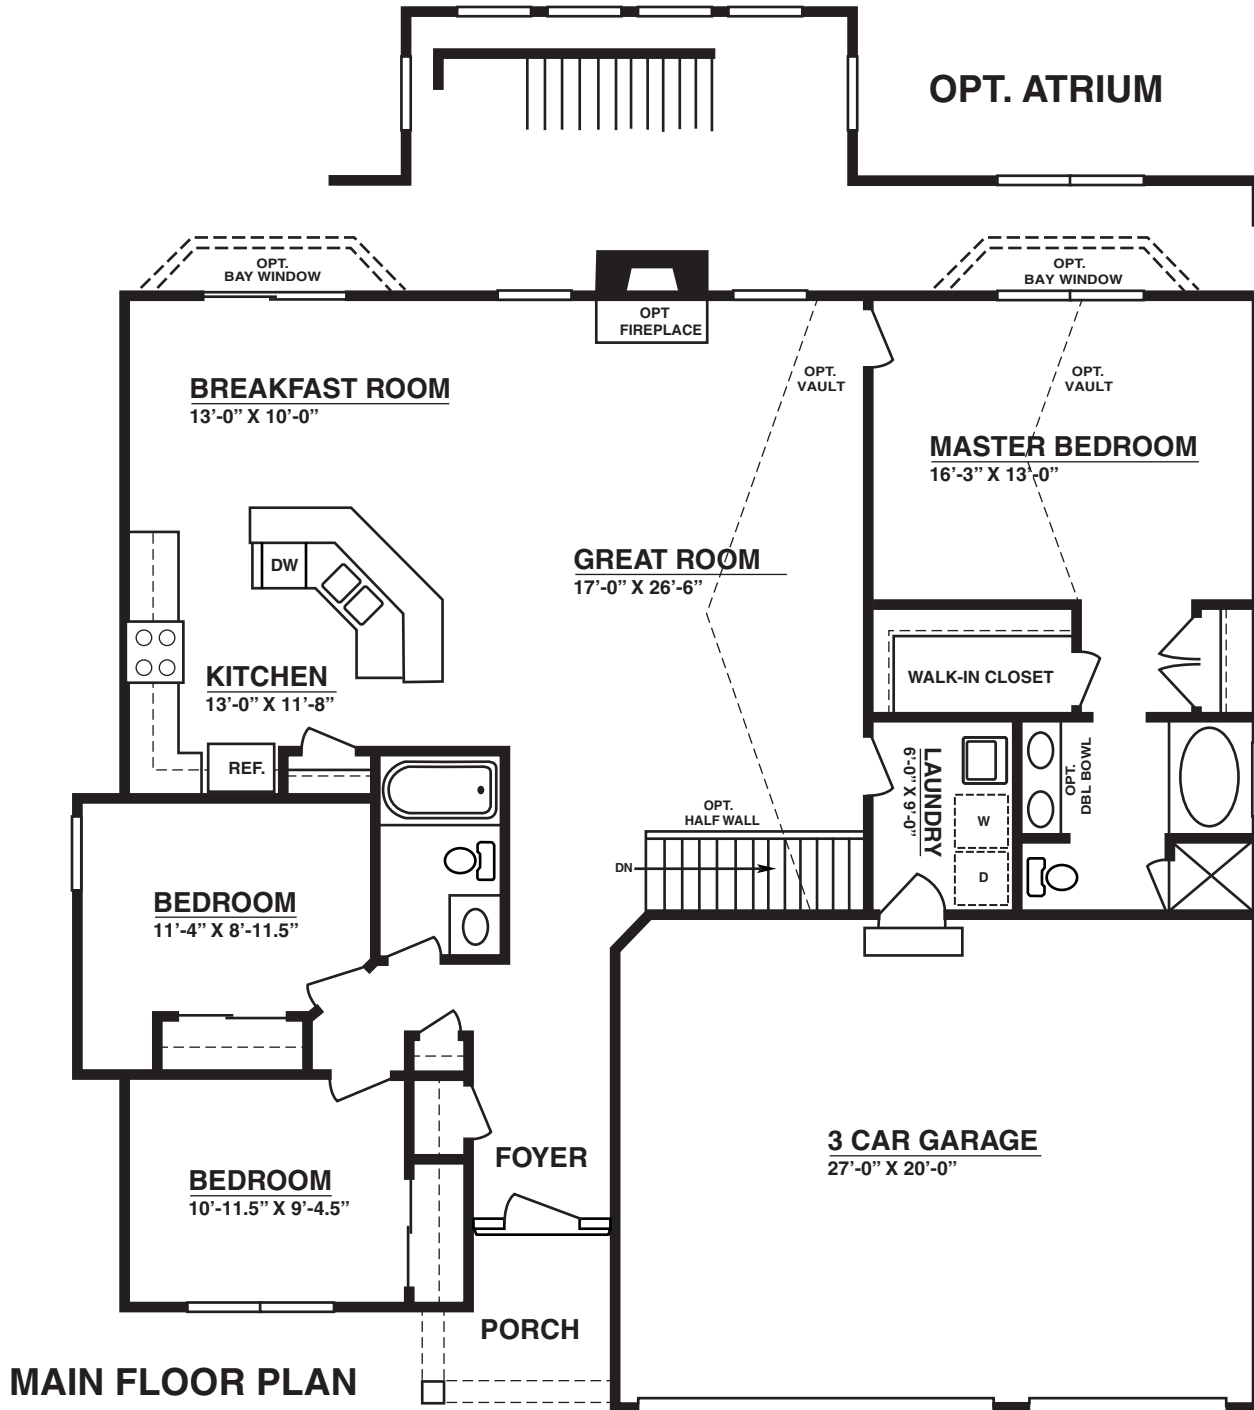 OPT. ATRIUM
OPT.
BAY WINDOW
OPT.
BAY WINDOW
OPT
FIREPLACE
OPT.
VAULT
OPT.
VAULT
BREAKFAST ROOM
13’-0” X 10’-0”
MASTER BEDROOM
16’-3” X 13’-0”
DW
GREAT ROOM
17’-0” X 26’-6”
KITCHEN
13’-0” X 11’-8”
WALK-IN CLOSET
REF.
LAUNDRY
6’-0” X 9’-0”
OPT.
DBL BOWL
OPT.
HALF WALL
W
DN
D
BEDROOM
11’-4” X 8’-11.5”
3 CAR GARAGE
27’-0” X 20’-0”
FOYER
BEDROOM
10’-11.5” X 9’-4.5”
PORCH
MAIN FLOOR PLAN